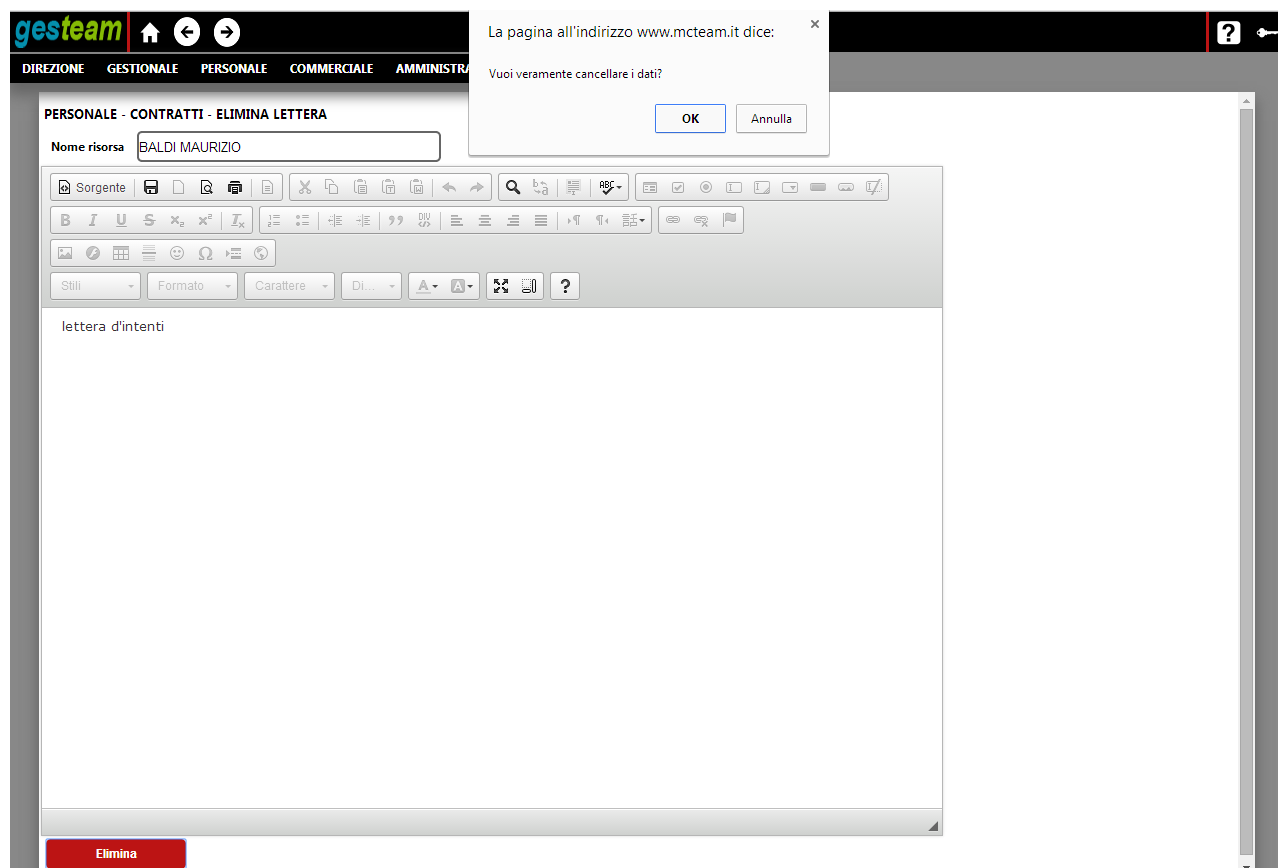 gesteam
La pagina all'indirizzo www.mcteam.it dice:
Vuoi veramente cancellare i dati?
OK Annulla
DIREZIONE GESTIONALE PERSONALE COMMERCIALE AMMINISTRA
PERSONALE - CONTRATTI - ELIMINA LETTERA
Nome risorsa BALDI MAURIZIO
Sorgente
Stili Formato Carattere Di...
lettera d'intenti
Elimina